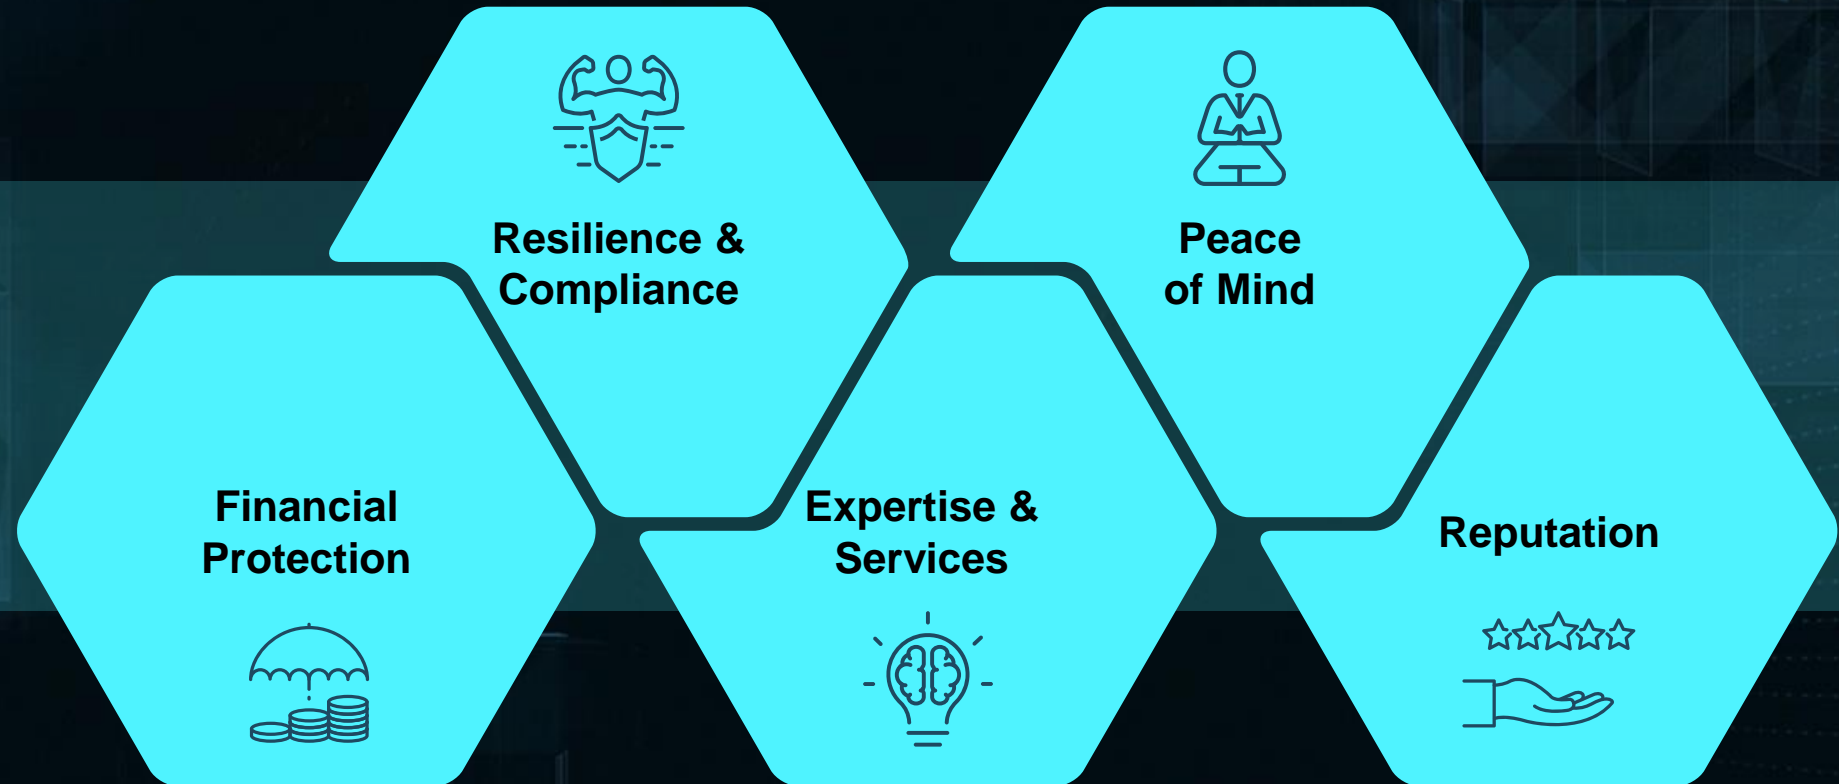 Resilience &
Compliance
Peace
of Mind
Financial
Protection
Expertise &
Services
Reputation